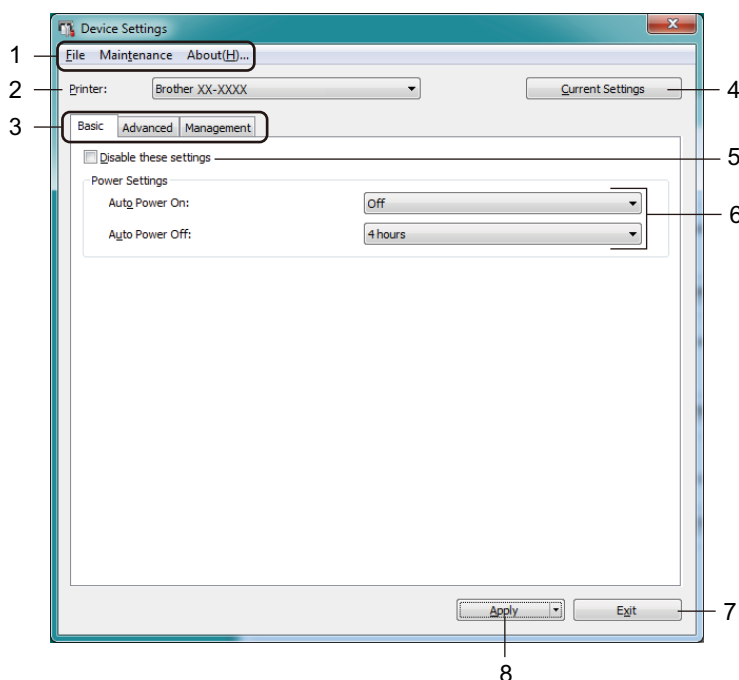 Device Settings
File Maintenance About(H)...
1
2
Printer: Brother XX-XXXX Current Settings
4
3
Basic Advanced Management
Disable these settings
5
Power Settings
Auto Power On: Off
6
Auto Power Off: 4 hours
Apply Exit
7
8